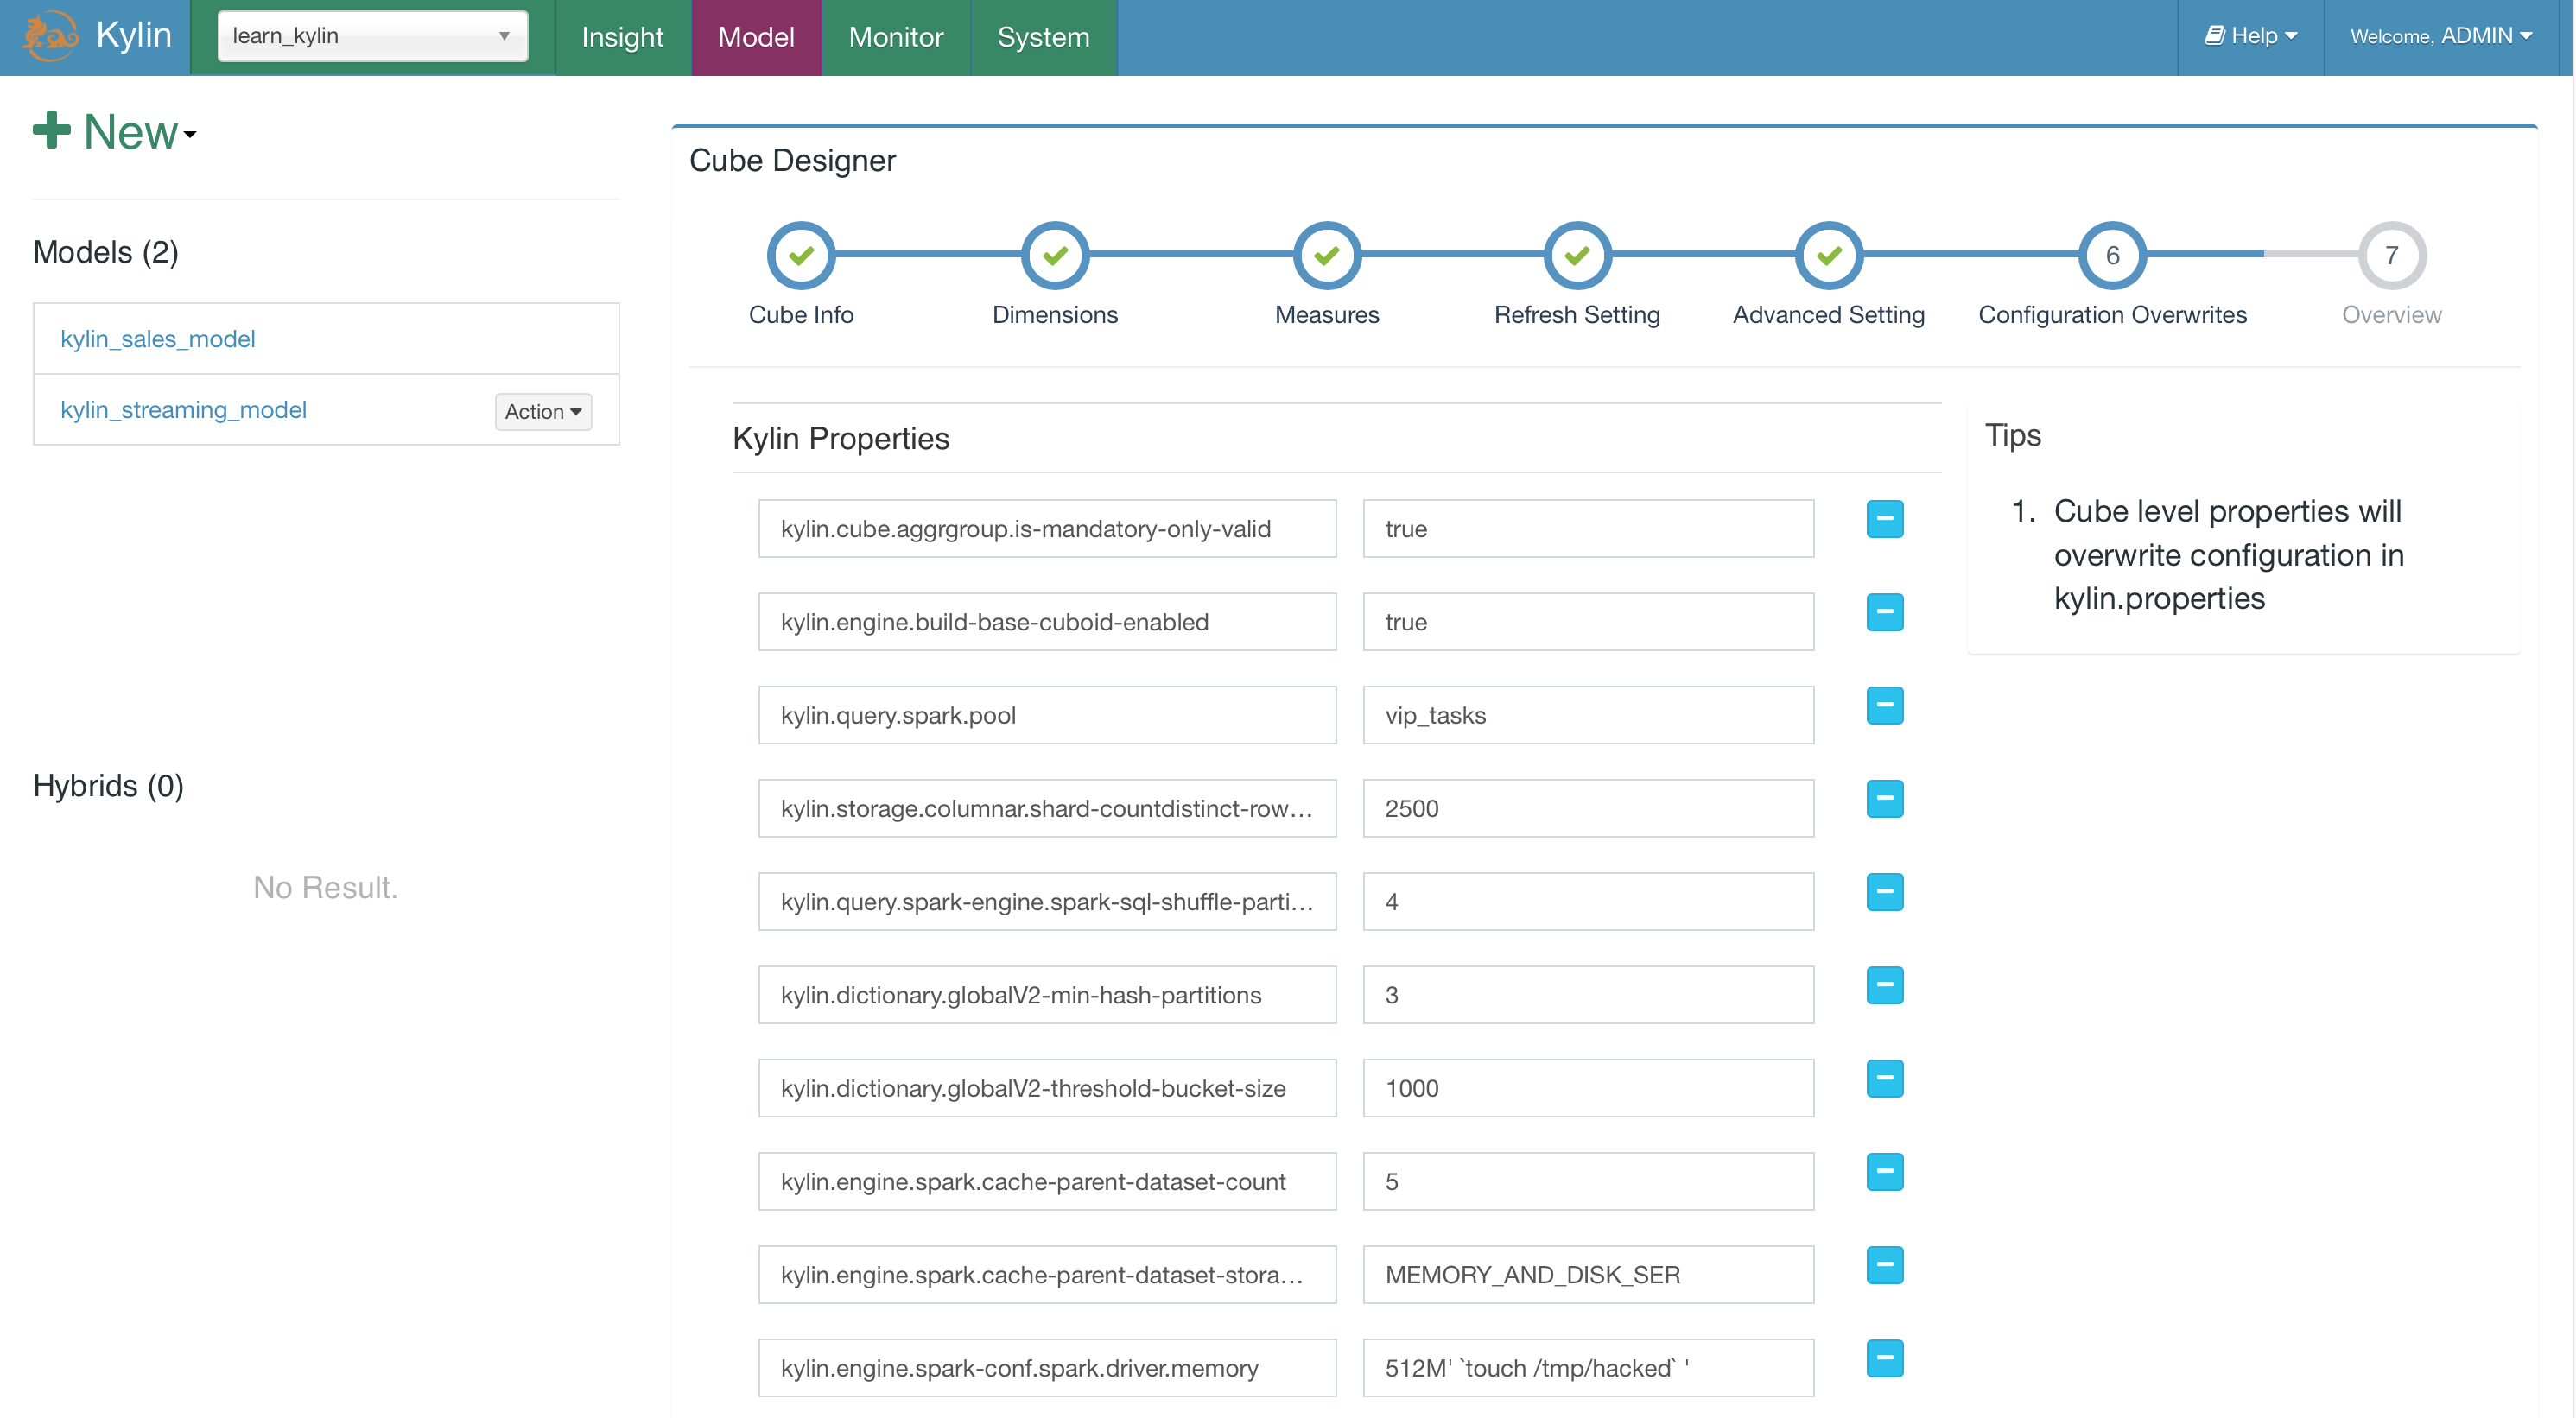 Kylin
learn_kylin
Insight
Model
Monitor
System
Help
Welcome, ADMIN
New
Models (2)
kylin_sales_model
kylin_streaming_model
Action
Hybrids (0)
No Result.
Cube Designer
6
7
Cube Info
Dimensions
Measures
Refresh Setting
Advanced Setting
Configuration Overwrites
Overview
Kylin Properties
kylin.cube.aggrgroup.is-mandatory-only-valid
true
kylin.engine.build-base-cuboid-enabled
true
kylin.query.spark.pool
vip_tasks
kylin.storage.columnar.shard-countdistinct-row…
2500
kylin.query.spark-engine.spark-sql-shuffle-parti…
4
kylin.dictionary.globalV2-min-hash-partitions
3
kylin.dictionary.globalV2-threshold-bucket-size
1000
kylin.engine.spark.cache-parent-dataset-count
5
kylin.engine.spark.cache-parent-dataset-stora…
MEMORY_AND_DISK_SER
kylin.engine.spark-conf.spark.driver.memory
512M' `touch /tmp/hacked` '
Tips
1. Cube level properties will
overwrite configuration in
kylin.properties